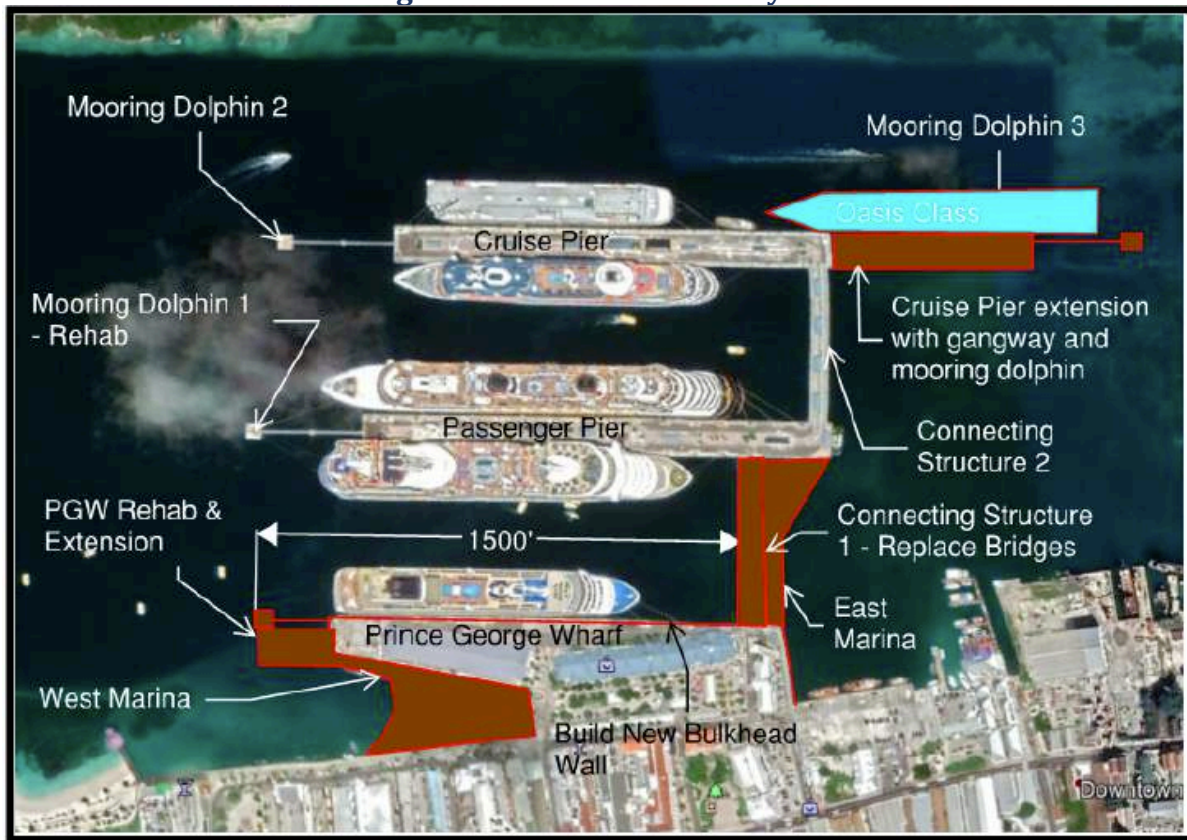 Mooring Dolphin 2
Mooring Dolphin 3
Oasis Class
Cruise Pier
Mooring Dolphin 1
- Rehab
Cruise Pier extension
with gangway and
mooring dolphin
Passenger Pier
Connecting
Structure 2
PGW Rehab &
Extension
1500'
Connecting Structure
1 - Replace Bridges
East
Marina
Prince George Wharf
West Marina
Build New Bulkhead
Wall
Downtown